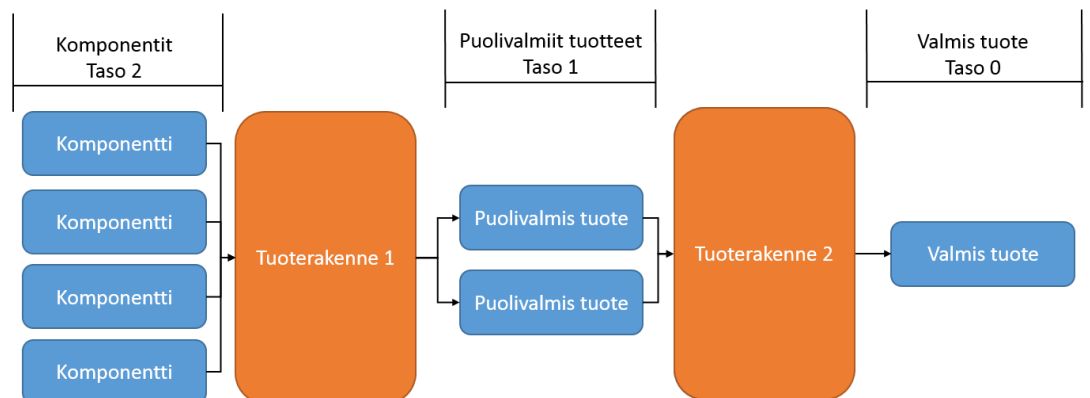 Komponentit
Taso 2
Puolivalmiit tuotteet
Taso 1
Valmis tuote
Taso 0
Komponentti
Komponentti
Komponentti
Komponentti
Tuoterakenne 1
Puolivalmis tuote
Puolivalmis tuote
Tuoterakenne 2
Valmis tuote